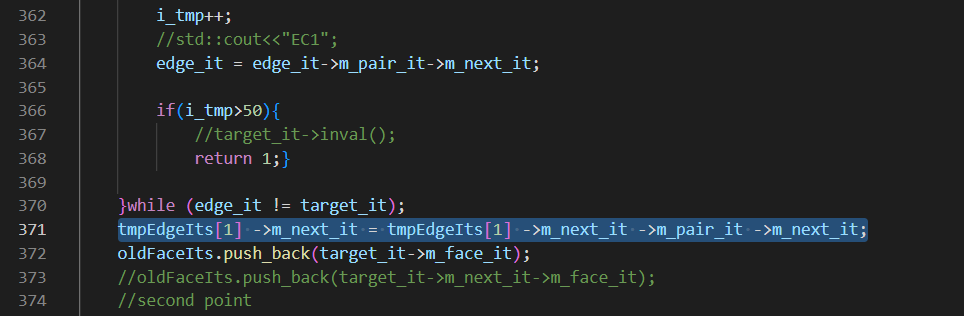 362 i_tmp++;
363 //std::cout<<"EC1";
364 edge_it = edge_it->m_pair_it->m_next_it;
365
366 if(i_tmp>50){
367 //target_it->inval();
368 return 1;}
369
370 }while (edge_it != target_it);
371 tmpEdgeIts[1] ->m_next_it = tmpEdgeIts[1] ->m_next_it ->m_pair_it ->m_next_it;
372 oldFaceIts.push_back(target_it->m_face_it);
373 //oldFaceIts.push_back(target_it->m_next_it->m_face_it);
374 //second point